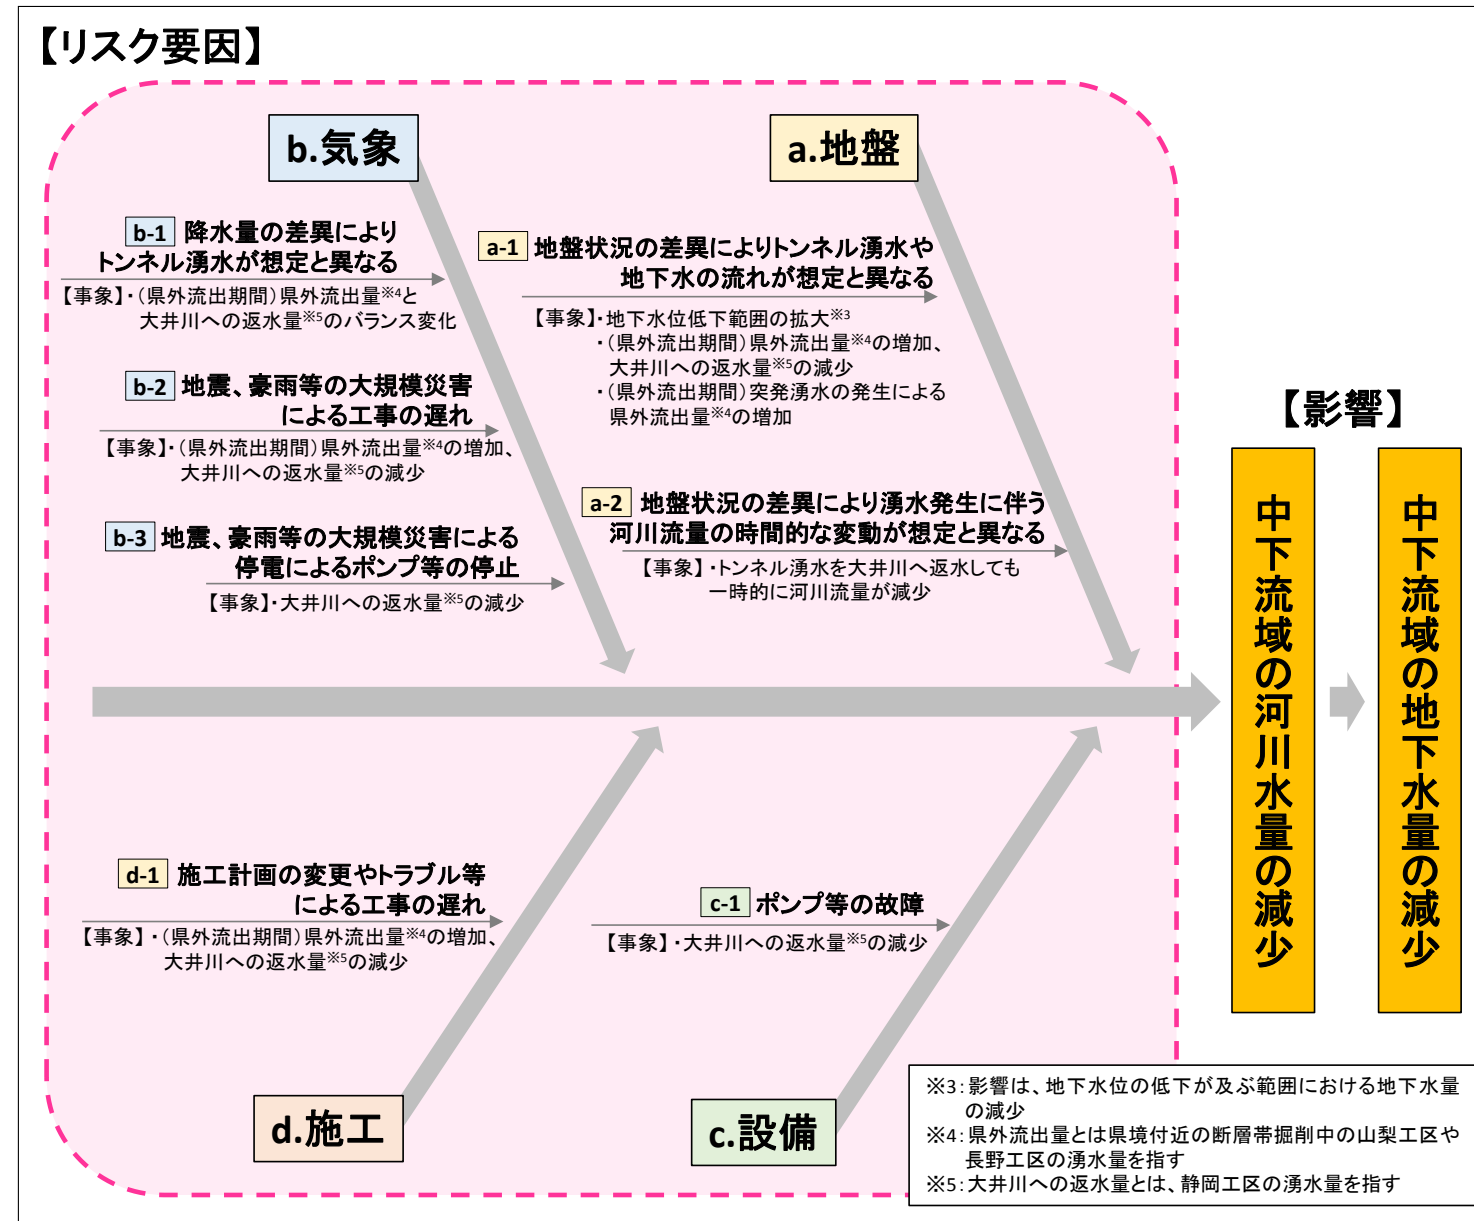 【リスク要因】
b.気象
b-1 降水量の差異により
トンネル湧水が想定と異なる
【事象】・（県外流出期間）県外流出量※4と
大井川への返水量※5のバランス変化
b-2 地震、豪雨等の大規模災害
による工事の遅れ
【事象】・（県外流出期間）県外流出量※4の増加、
大井川への返水量※5の減少
b-3 地震、豪雨等の大規模災害による
停電によるポンプ等の停止
【事象】・大井川への返水量※5の減少
a.地盤
a-1 地盤状況の差異によりトンネル湧水や
地下水の流れが想定と異なる
【事象】・地下水位低下範囲の拡大※3
・（県外流出期間）県外流出量※4の増加、
大井川への返水量※5の減少
・（県外流出期間）突発湧水の発生による
県外流出量※4の増加
a-2 地盤状況の差異により湧水発生に伴う
河川流量の時間的な変動が想定と異なる
【事象】・トンネル湧水を大井川へ返水しても
一時的に河川流量が減少
d-1 施工計画の変更やトラブル等
による工事の遅れ
【事象】・（県外流出期間）県外流出量※4の増加、
大井川への返水量※5の減少
d.施工
c-1 ポンプ等の故障
【事象】・大井川への返水量※5の減少
c.設備
【影響】
中下流域の河川水量の減少
中下流域の地下水量の減少
※3：影響は、地下水位の低下が及ぶ範囲における地下水量
の減少
※4：県外流出量とは県境付近の断層帯掘削中の山梨工区や
長野工区の湧水量を指す
※5：大井川への返水量とは、静岡工区の湧水量を指す